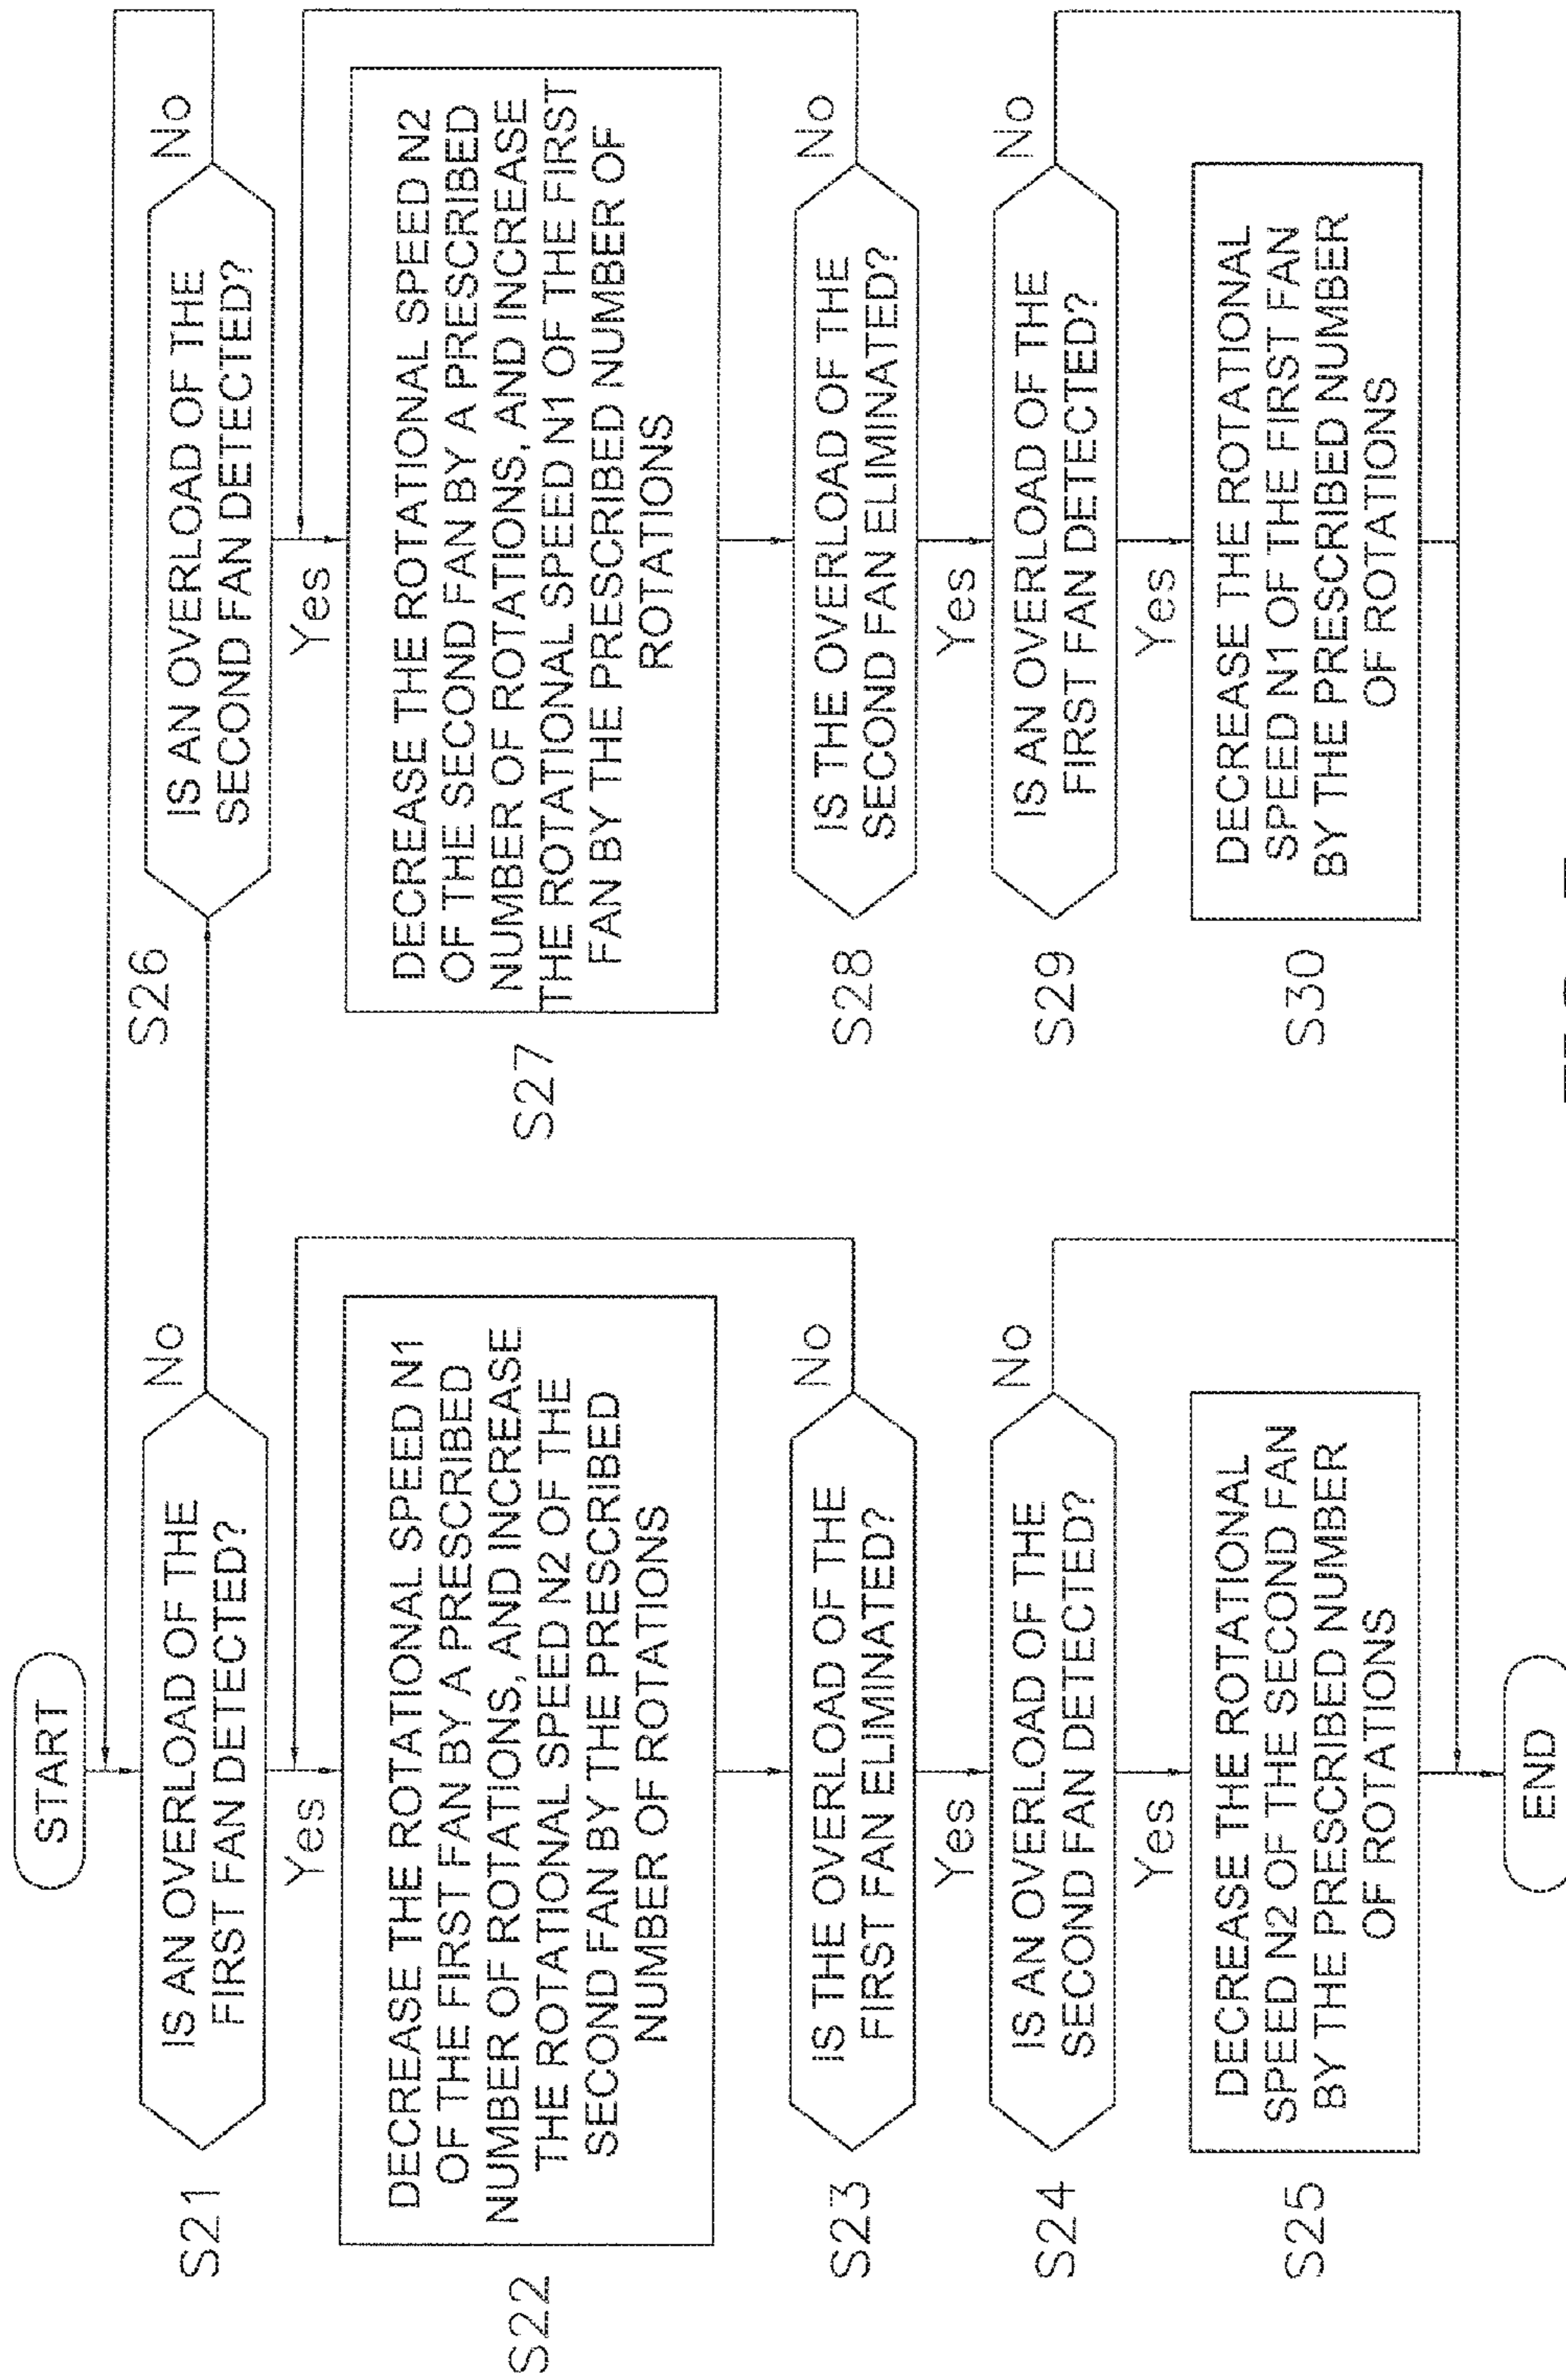 START
S21
IS AN OVERLOAD OF THE
FIRST FAN DETECTED?
No
Yes
S22
DECREASE THE ROTATIONAL SPEED N1
OF THE FIRST FAN BY A PRESCRIBED
NUMBER OF ROTATIONS, AND INCREASE
THE ROTATIONAL SPEED N2 OF THE
SECOND FAN BY THE PRESCRIBED
NUMBER OF ROTATIONS
S23
IS THE OVERLOAD OF THE
FIRST FAN ELIMINATED?
No
Yes
S24
IS AN OVERLOAD OF THE
SECOND FAN DETECTED?
No
Yes
S25
DECREASE THE ROTATIONAL
SPEED N2 OF THE SECOND FAN
BY THE PRESCRIBED NUMBER
OF ROTATIONS
END
S26
IS AN OVERLOAD OF THE
SECOND FAN DETECTED?
No
Yes
S27
DECREASE THE ROTATIONAL SPEED N2
OF THE SECOND FAN BY A PRESCRIBED
NUMBER OF ROTATIONS, AND INCREASE
THE ROTATIONAL SPEED N1 OF THE FIRST
FAN BY THE PRESCRIBED NUMBER OF
ROTATIONS
S28
IS THE OVERLOAD OF THE
SECOND FAN ELIMINATED?
No
Yes
S29
IS AN OVERLOAD OF THE
FIRST FAN DETECTED?
No
Yes
S30
DECREASE THE ROTATIONAL
SPEED N1 OF THE FIRST FAN
BY THE PRESCRIBED NUMBER
OF ROTATIONS